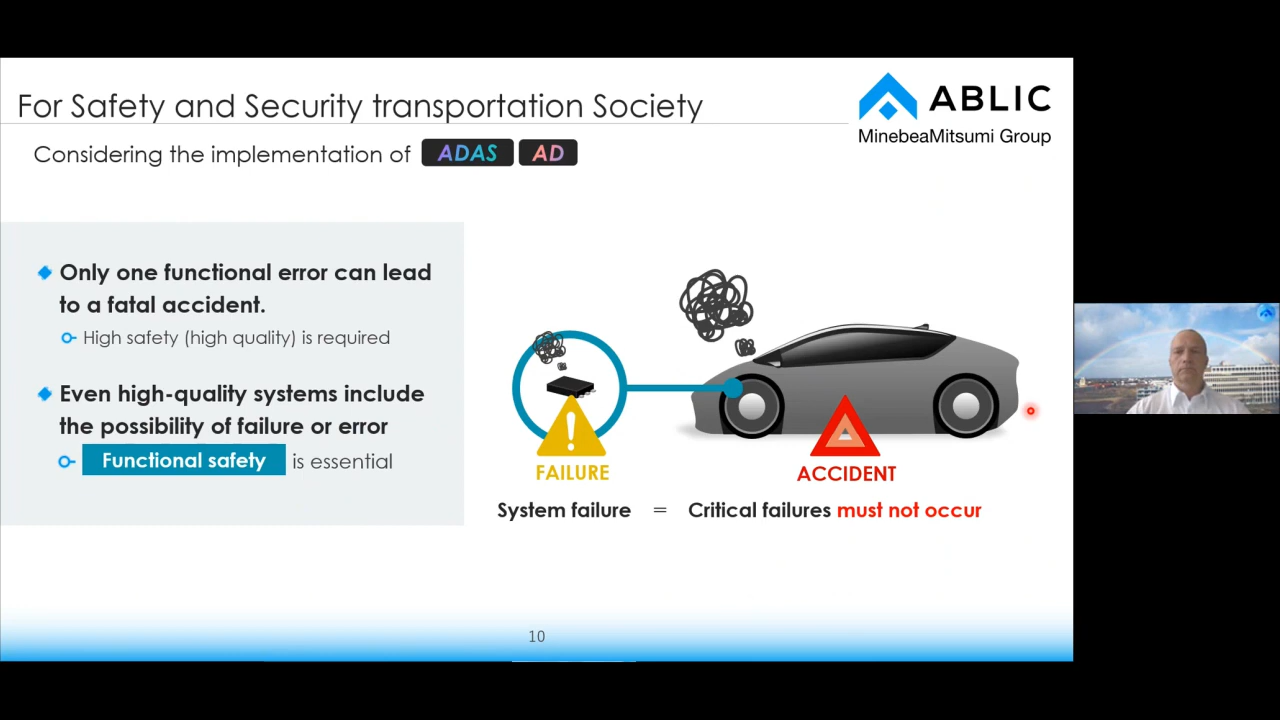 For Safety and Security transportation Society
ABLIC
MinebeaMitsumi Group
Considering the implementation of ADAS AD
Only one functional error can lead
to a fatal accident.
High safety (high quality) is required
Even high-quality systems include
the possibility of failure or error
Functional safety is essential
FAILURE
ACCIDENT
System failure = Critical failures must not occur
10